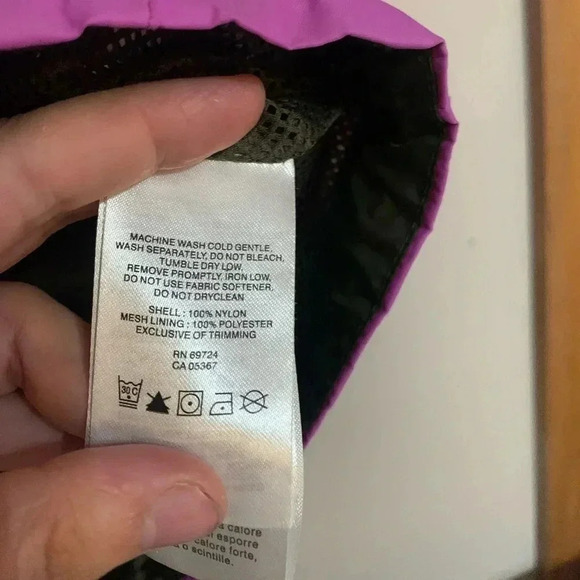 MACHINE WASH COLD GENTLE,
WASH SEPARATELY, DO NOT BLEACH,
TUMBLE DRY LOW,
REMOVE PROMPTLY, IRON LOW,
DO NOT USE FABRIC SOFTENER,
DO NOT DRYCLEAN
SHELL : 100% NYLON
MESH LINING : 100% POLYESTER
EXCLUSIVE OF TRIMMING
RN 69724
CA 05367
30 C
calore
esporre
calore forte,
o scintille.